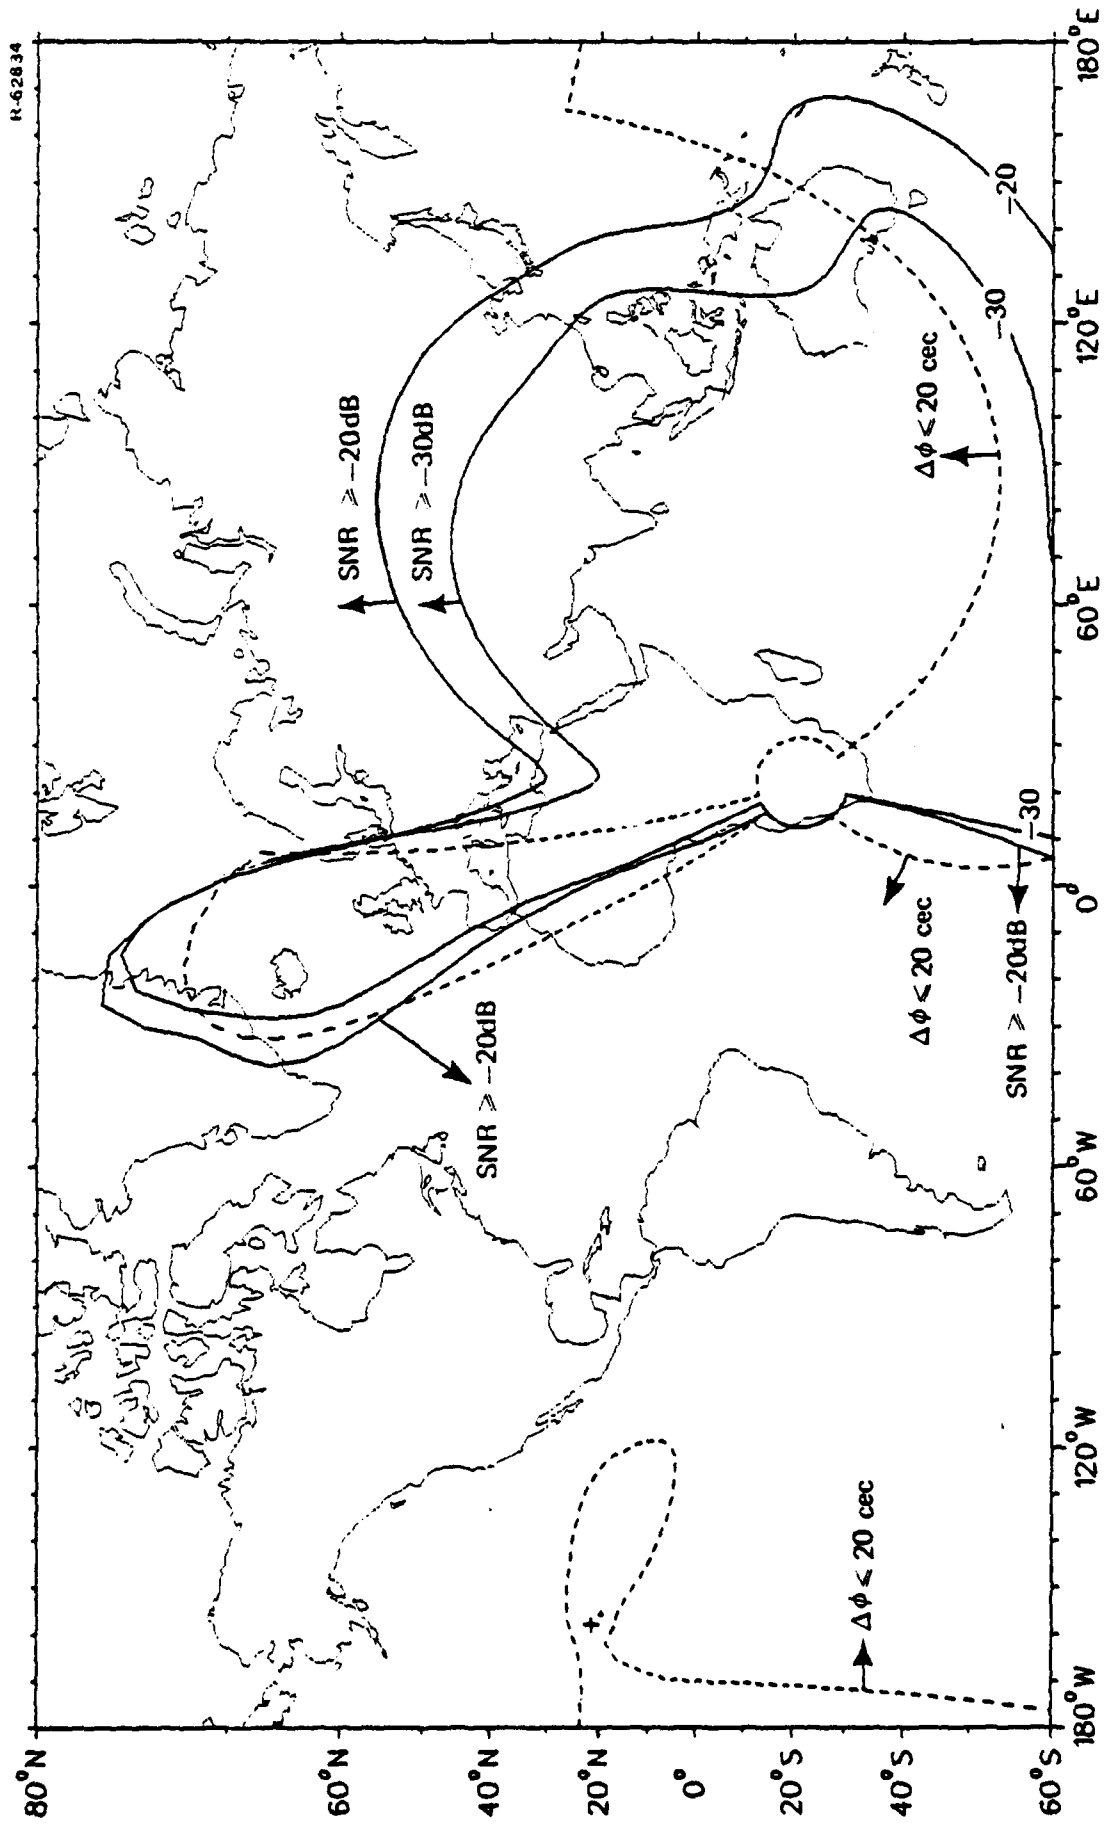 R-62834
80°N
60°N
40°N
20°N
0°
20°S
40°S
60°S
180°W
120°W
60°W
0°
60°E
120°E
180°E
SNR ⩾ -20dB
SNR ⩾ -30dB
SNR ⩾ -20dB
Δϕ < 20 cec
-20
-30
Δϕ < 20 cec
SNR ⩾ -20dB
-30
+
Δϕ < 20 cec